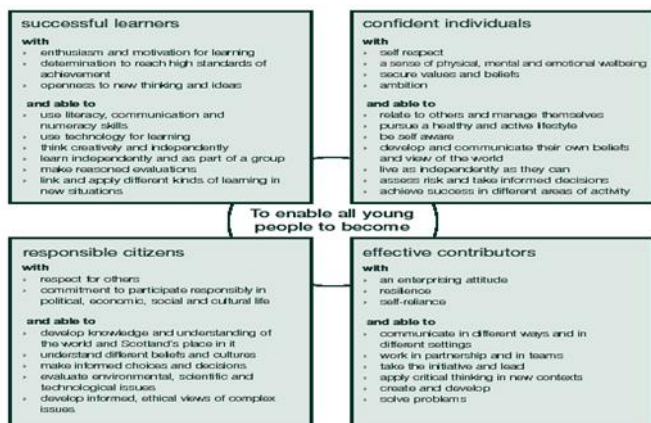 successful learners
with
• enthusiasm and motivation for learning
• determination to reach high standards of
achievement
• openness to new thinking and ideas
and able to
• use literacy, communication and
numeracy skills
• use technology for learning
• think creatively and independently
• learn independently and as part of a group
• make reasoned evaluations
• link and apply different kinds of learning in
new situations
confident individuals
with
• self respect
• a sense of physical, mental and emotional wellbeing
• secure values and beliefs
• ambition
and able to
• relate to others and manage themselves
• pursue a healthy and active lifestyle
• be self aware
• develop and communicate their own beliefs
and view of the world
• live as independently as they can
• assess risk and take informed decisions
• achieve success in different areas of activity
To enable all young
people to become
responsible citizens
with
• respect for others
• commitment to participate responsibly in
political, economic, social and cultural life
and able to
• develop knowledge and understanding of
the world and Scotland's place in it
• understand different beliefs and cultures
• make informed choices and decisions
• evaluate environmental, scientific and
technological issues
• develop informed, ethical views of complex
issues
effective contributors
with
• an enterprising attitude
• resilience
• self-reliance
and able to
• communicate in different ways and in
different settings
• work in partnership and in teams
• take the initiative and lead
• apply critical thinking in new contexts
• create and develop
• solve problems